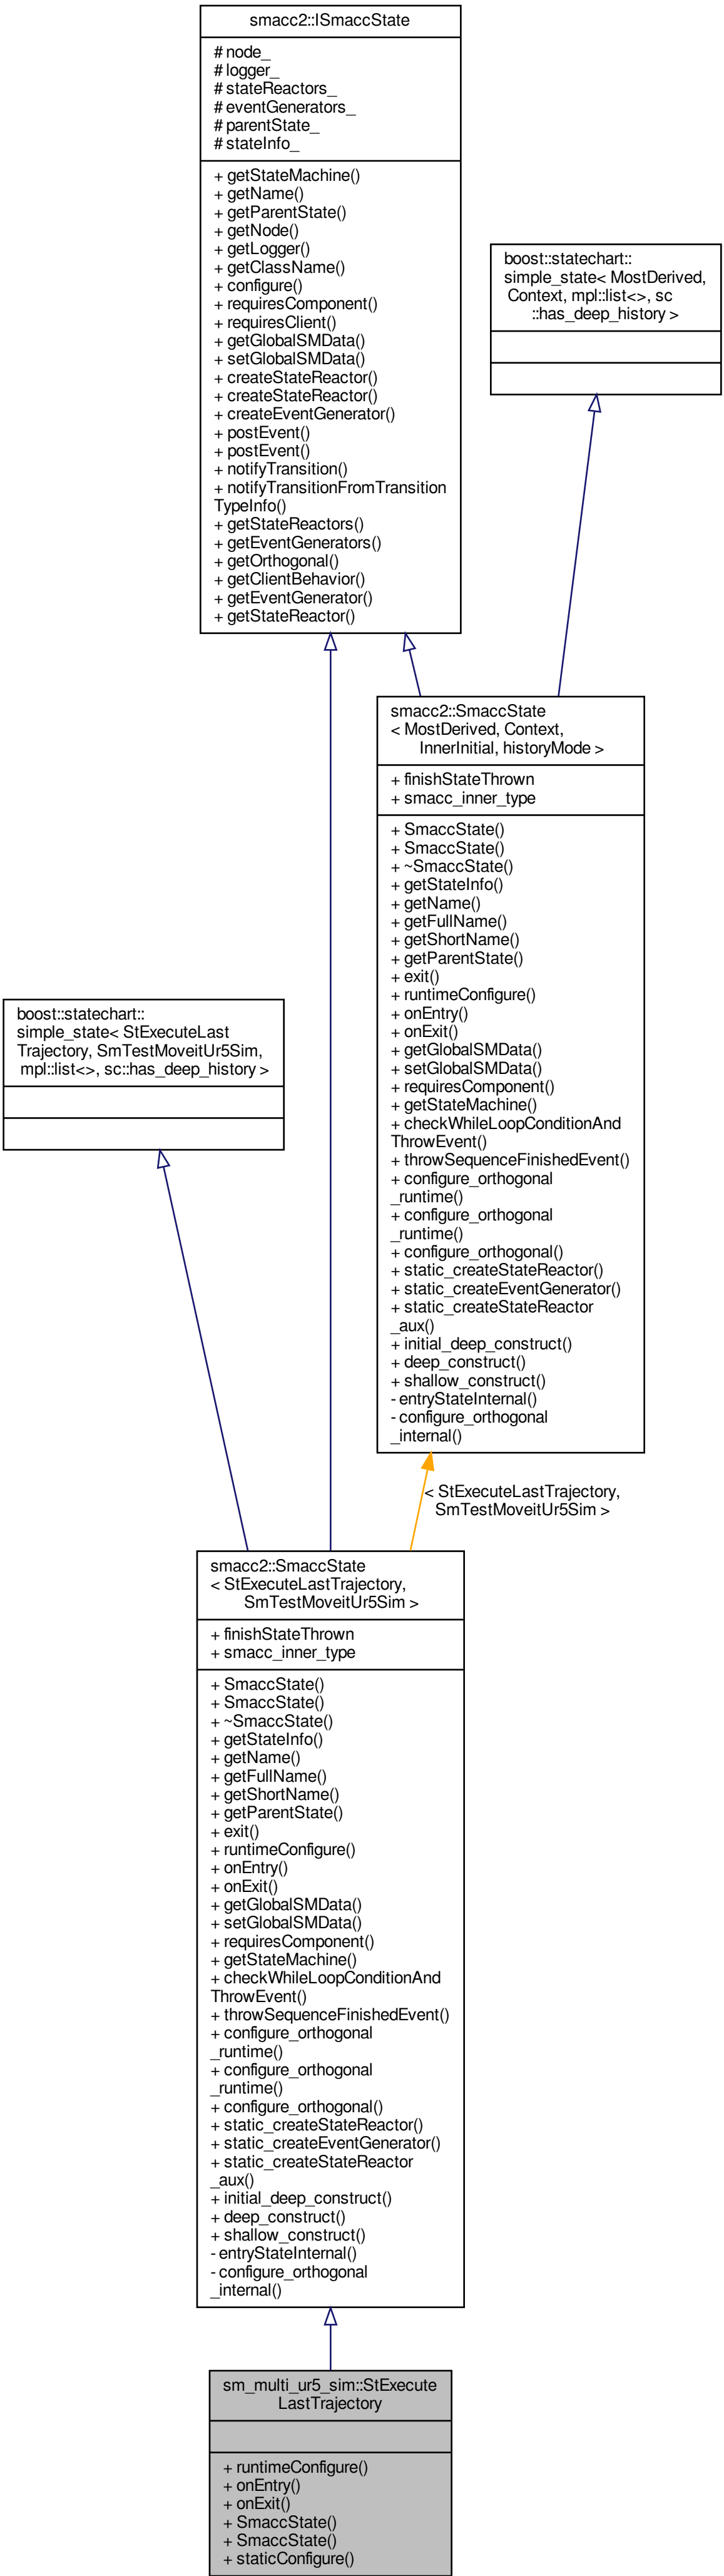 smacc2::ISmaccState
# node_
# logger_
# stateReactors_
# eventGenerators_
# parentState_
# stateInfo_
+ getStateMachine()
+ getName()
+ getParentState()
+ getNode()
+ getLogger()
+ getClassName()
+ configure()
+ requiresComponent()
+ requiresClient()
+ getGlobalSMData()
+ setGlobalSMData()
+ createStateReactor()
+ createStateReactor()
+ createEventGenerator()
+ postEvent()
+ postEvent()
+ notifyTransition()
+ notifyTransitionFromTransition
TypeInfo()
+ getStateReactors()
+ getEventGenerators()
+ getOrthogonal()
+ getClientBehavior()
+ getEventGenerator()
+ getStateReactor()
boost::statechart::
simple_state< MostDerived,
Context, mpl::list<>, sc
::has_deep_history >
smacc2::SmaccState
< MostDerived, Context,
InnerInitial, historyMode >
+ finishStateThrown
+ smacc_inner_type
+ SmaccState()
+ SmaccState()
+ ~SmaccState()
+ getStateInfo()
+ getName()
+ getFullName()
+ getShortName()
+ getParentState()
+ exit()
+ runtimeConfigure()
+ onEntry()
+ onExit()
+ getGlobalSMData()
+ setGlobalSMData()
+ requiresComponent()
+ getStateMachine()
+ checkWhileLoopConditionAnd
ThrowEvent()
+ throwSequenceFinishedEvent()
+ configure_orthogonal
_runtime()
+ configure_orthogonal
_runtime()
+ configure_orthogonal()
+ static_createStateReactor()
+ static_createEventGenerator()
+ static_createStateReactor
_aux()
+ initial_deep_construct()
+ deep_construct()
+ shallow_construct()
- entryStateInternal()
- configure_orthogonal
_internal()
boost::statechart::
simple_state< StExecuteLast
Trajectory, SmTestMoveitUr5Sim,
mpl::list<>, sc::has_deep_history >
< StExecuteLastTrajectory,
SmTestMoveitUr5Sim >
smacc2::SmaccState
< StExecuteLastTrajectory,
SmTestMoveitUr5Sim >
+ finishStateThrown
+ smacc_inner_type
+ SmaccState()
+ SmaccState()
+ ~SmaccState()
+ getStateInfo()
+ getName()
+ getFullName()
+ getShortName()
+ getParentState()
+ exit()
+ runtimeConfigure()
+ onEntry()
+ onExit()
+ getGlobalSMData()
+ setGlobalSMData()
+ requiresComponent()
+ getStateMachine()
+ checkWhileLoopConditionAnd
ThrowEvent()
+ throwSequenceFinishedEvent()
+ configure_orthogonal
_runtime()
+ configure_orthogonal
_runtime()
+ configure_orthogonal()
+ static_createStateReactor()
+ static_createEventGenerator()
+ static_createStateReactor
_aux()
+ initial_deep_construct()
+ deep_construct()
+ shallow_construct()
- entryStateInternal()
- configure_orthogonal
_internal()
sm_multi_ur5_sim::StExecute
LastTrajectory
+ runtimeConfigure()
+ onEntry()
+ onExit()
+ SmaccState()
+ SmaccState()
+ staticConfigure()